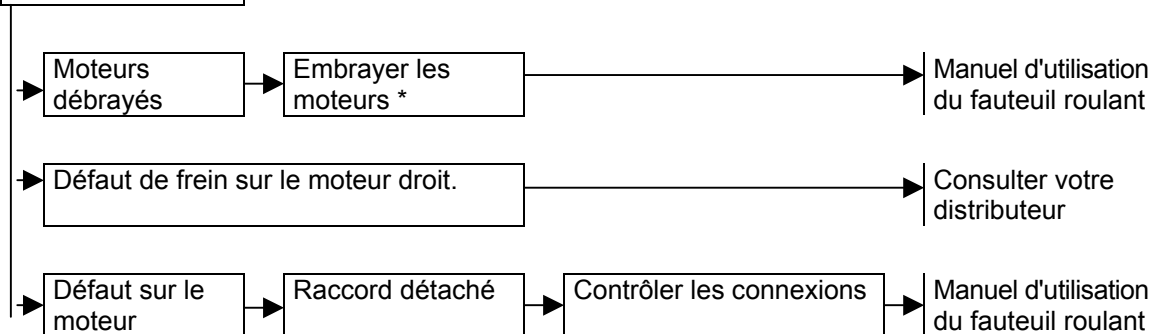 Moteurs
débrayés
Embrayer les
moteurs *
Manuel d'utilisation
du fauteuil roulant
Défaut de frein sur le moteur droit.
Consulter votre
distributeur
Défaut sur le
moteur
Raccord détaché
Contrôler les connexions
Manuel d'utilisation
du fauteuil roulant